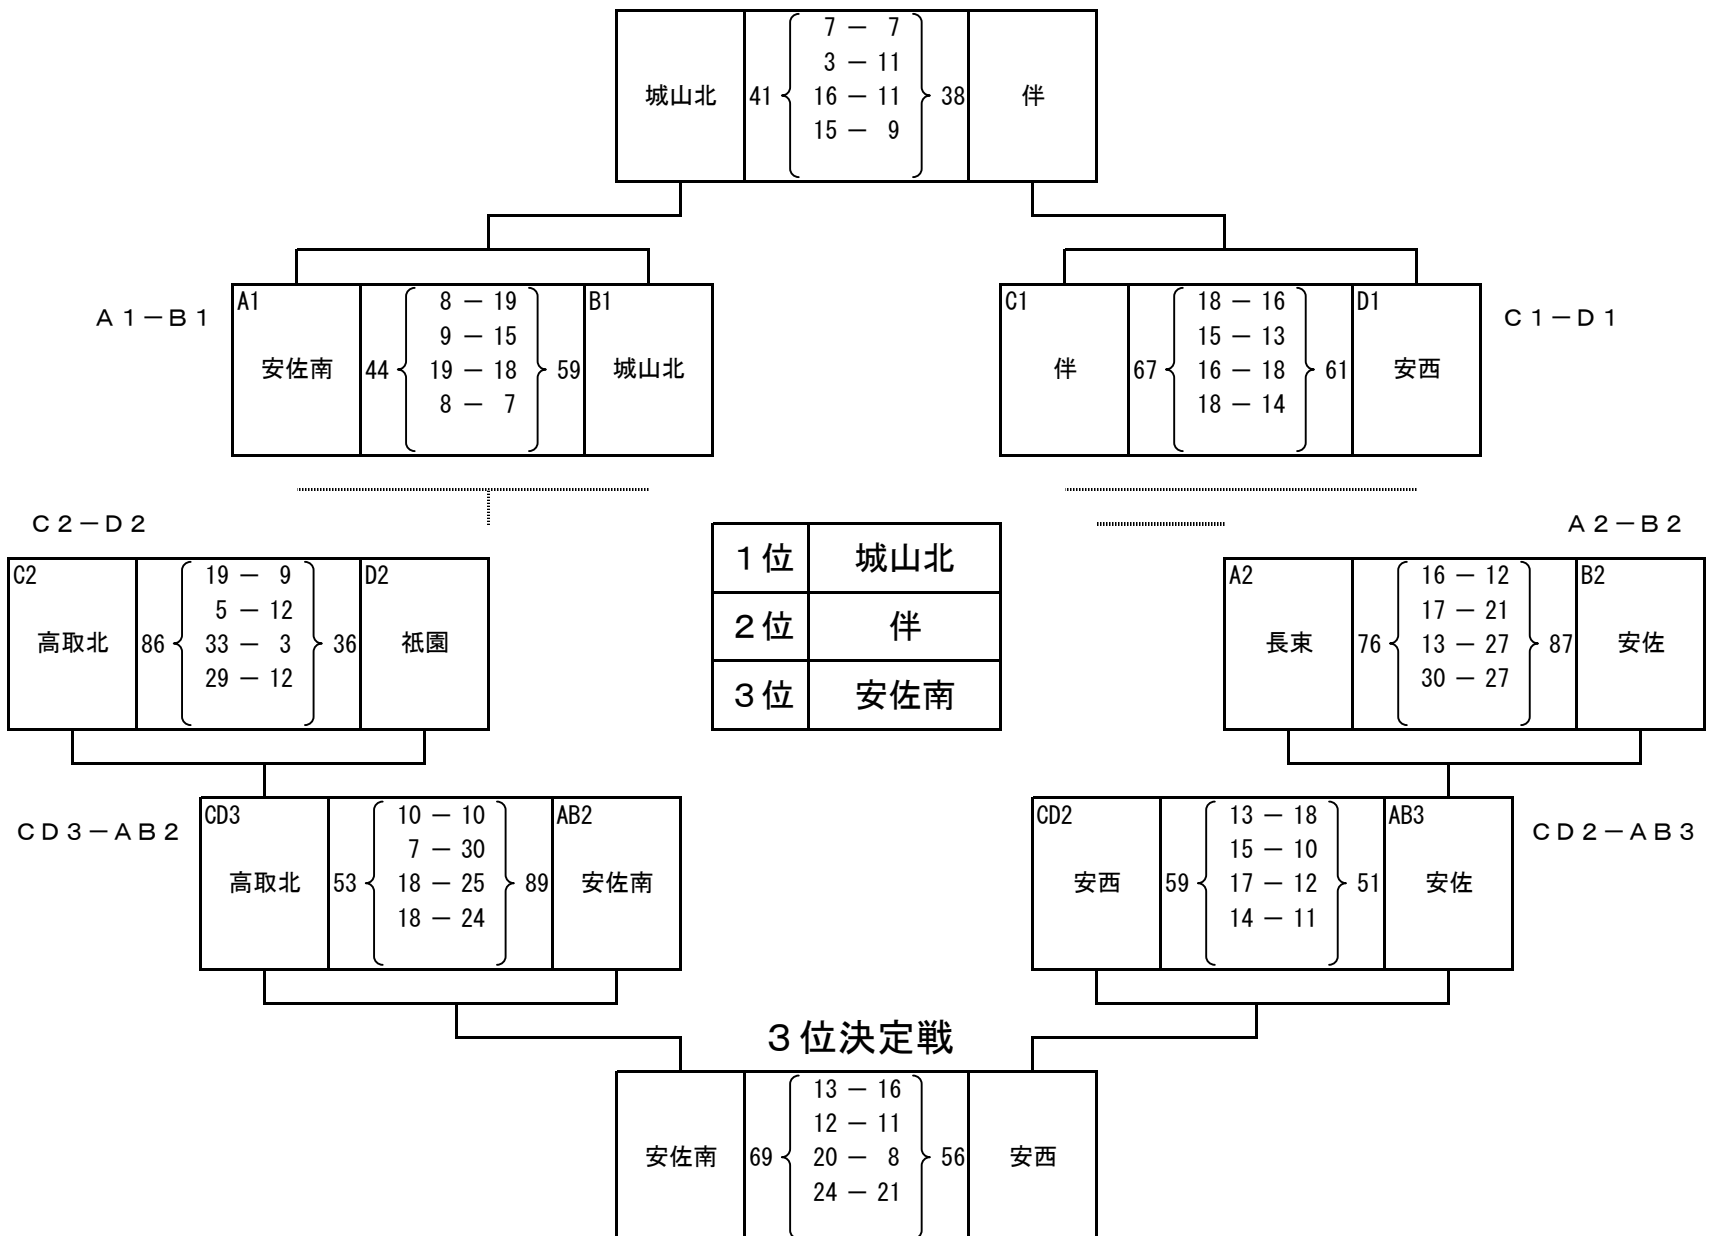 7 － 7
3 － 11
城山北 41 16 － 11 38 伴
15 － 9
A1－B1
A1 8 － 19 B1
9 － 15
安佐南 44 19 － 18 59 城山北
8 － 7
C1－D1
C1 18 － 16 D1
15 － 13
伴 67 16 － 18 61 安西
18 － 14
C2－D2
C2 19 － 9 D2
5 － 12
高取北 86 33 － 3 36 祇園
29 － 12
1位 城山北
2位 伴
3位 安佐南
A2－B2
A2 16 － 12 B2
17 － 21
長束 76 13 － 27 87 安佐
30 － 27
CD3－AB2
CD3 10 － 10 AB2
7 － 30
高取北 53 18 － 25 89 安佐南
18 － 24
CD2－AB3
CD2 13 － 18 AB3
15 － 10
安西 59 17 － 12 51 安佐
14 － 11
3位決定戦
13 － 16
12 － 11
安佐南 69 20 － 8 56 安西
24 － 21